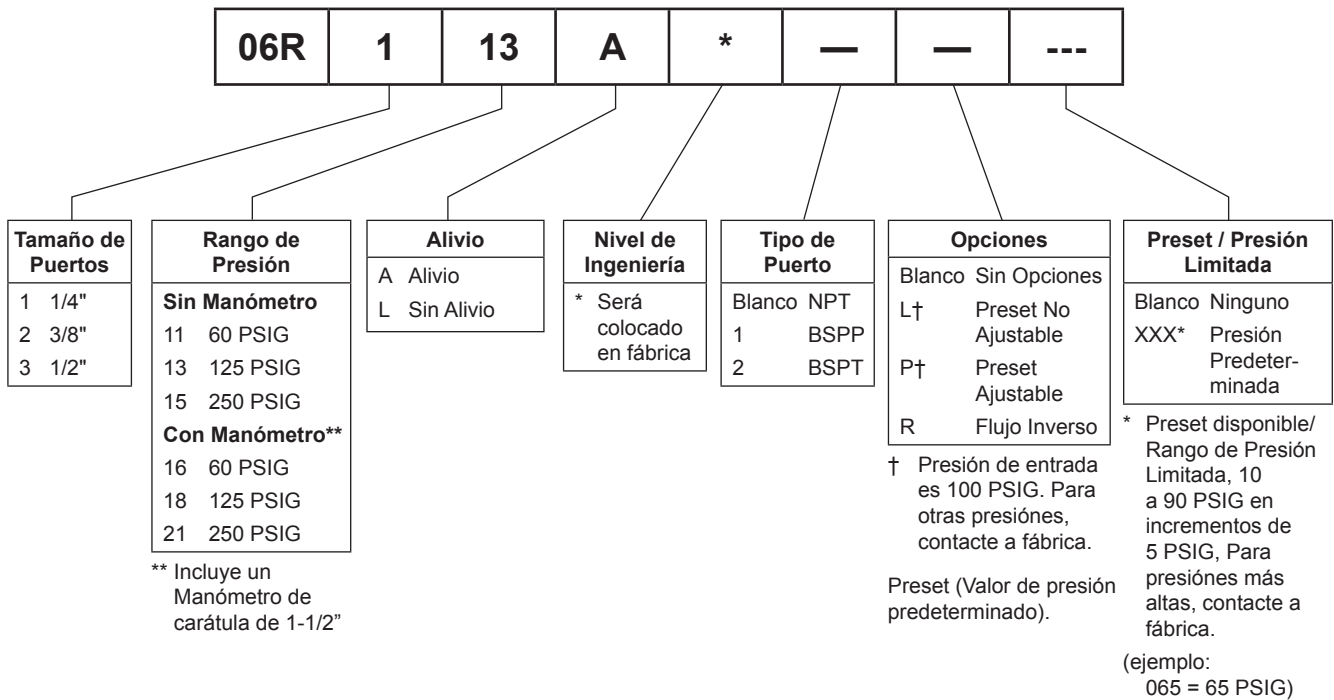 06R 1 13 A * — — ---
Tamaño de
Puertos
1 1/4"
2 3/8"
3 1/2"
Rango de
Presión
Sin Manómetro
11 60 PSIG
13 125 PSIG
15 250 PSIG
Con Manómetro**
16 60 PSIG
18 125 PSIG
21 250 PSIG
** Incluye un
Manómetro de
carátula de 1-1/2”
Alivio
A Alivio
L Sin Alivio
Nivel de
Ingeniería
* Será
colocado
en fábrica
Tipo de
Puerto
Blanco NPT
1 BSPP
2 BSPT
Opciones
Blanco Sin Opciones
L† Preset No
Ajustable
P† Preset
Ajustable
R Flujo Inverso
† Presión de entrada
es 100 PSIG. Para
otras presiónes,
contacte a fábrica.
Preset (Valor de presión
predeterminado).
Preset / Presión
Limitada
Blanco Ninguno
XXX* Presión
Predeter-
minada
* Preset disponible/
Rango de Presión
Limitada, 10
a 90 PSIG en
incrementos de
5 PSIG, Para
presiónes más
altas, contacte a
fábrica.
(ejemplo:
065 = 65 PSIG)